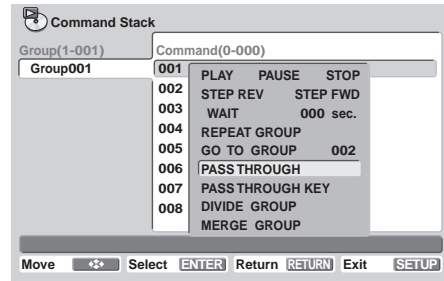 Command Stack
Group(1-001) Command(0-000)
Group001 001
002
003
004
005
006
007
008
PLAY PAUSE STOP
STEP REV STEP FWD
WAIT 000 sec.
REPEAT GROUP
GO TO GROUP 002
PASS THROUGH
PASS THROUGH KEY
DIVIDE GROUP
MERGE GROUP
Move Select ENTER Return RETURN Exit SETUP